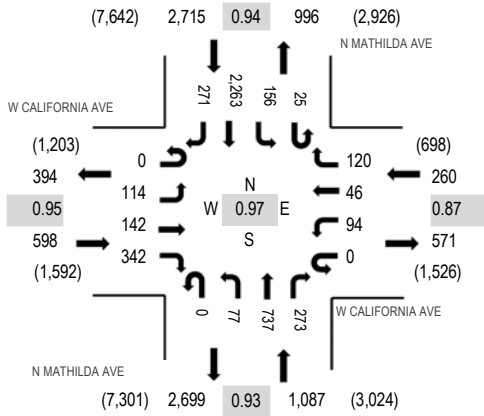 (7,642) 2,715 0.94 996 (2,926)
N MATHILDA AVE
271 2,263 156 25
W CALIFORNIA AVE
(1,203) (698)
394 0 120 260
114 46
N
0.95 W 0.97 E 0.87
142 94
S
598 342 0 571
(1,592) (1,526)
0 77 737 273
W CALIFORNIA AVE
N MATHILDA AVE
(7,301) 2,699 0.93 1,087 (3,024)